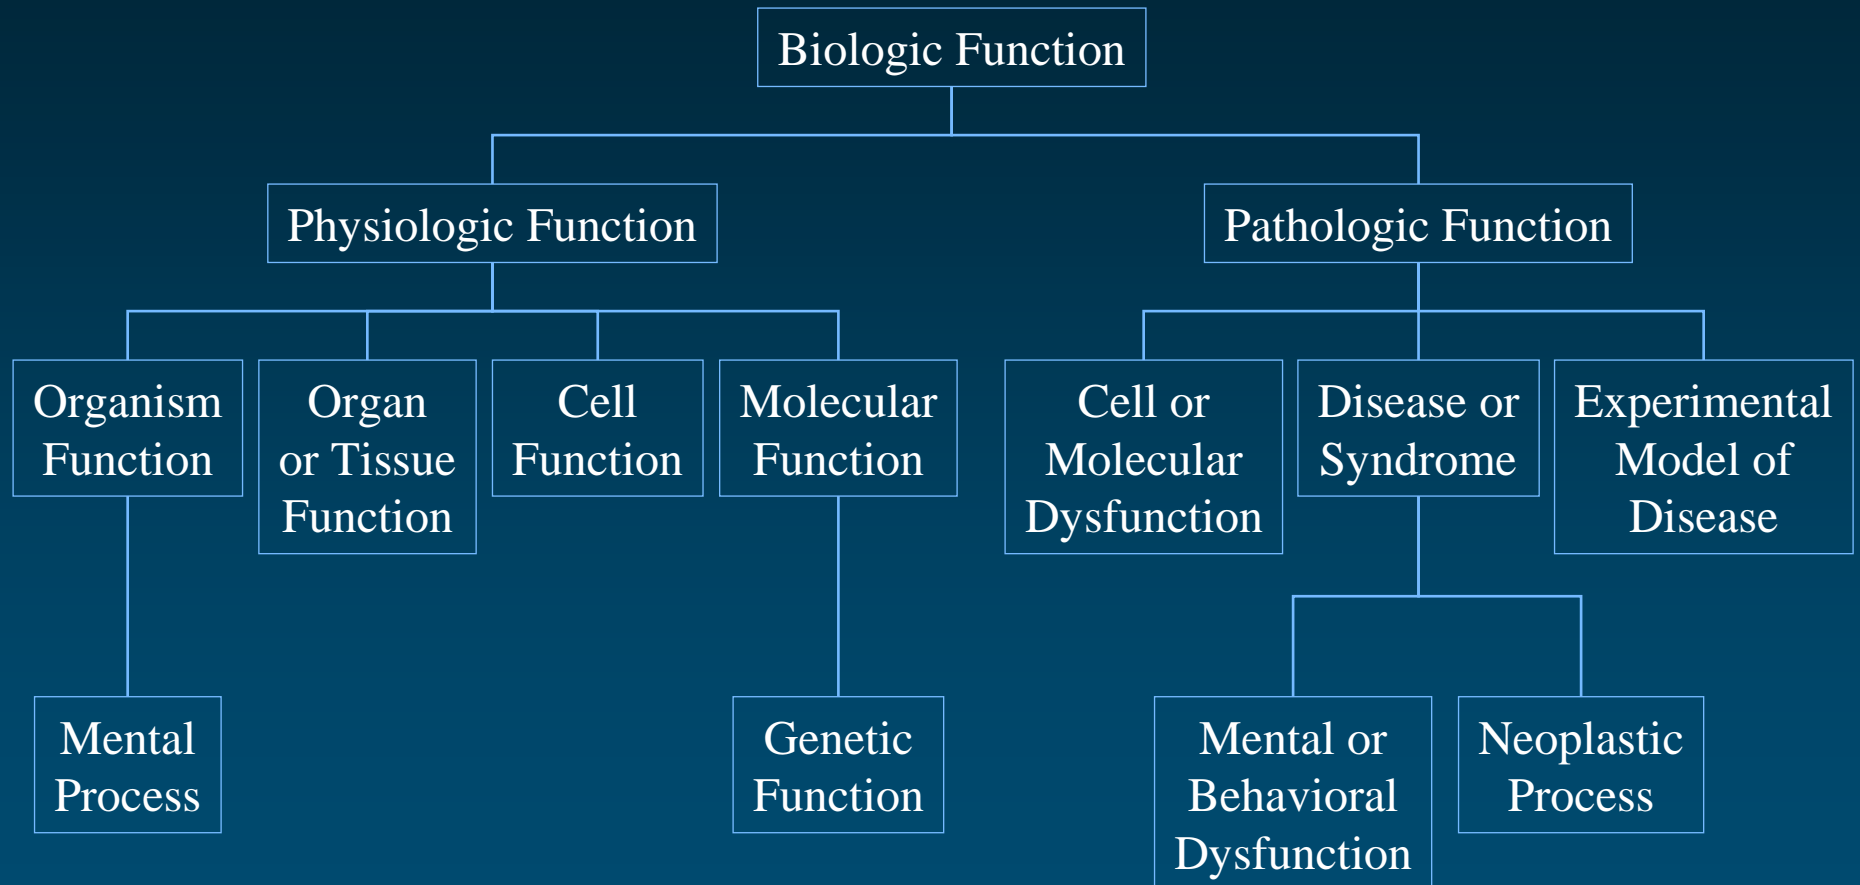 Biologic Function
Physiologic Function
Pathologic Function
Organism
Function
Organ
or Tissue
Function
Cell
Function
Molecular
Function
Cell or
Molecular
Dysfunction
Disease or
Syndrome
Experimental
Model of
Disease
Mental
Process
Genetic
Function
Mental or
Behavioral
Dysfunction
Neoplastic
Process